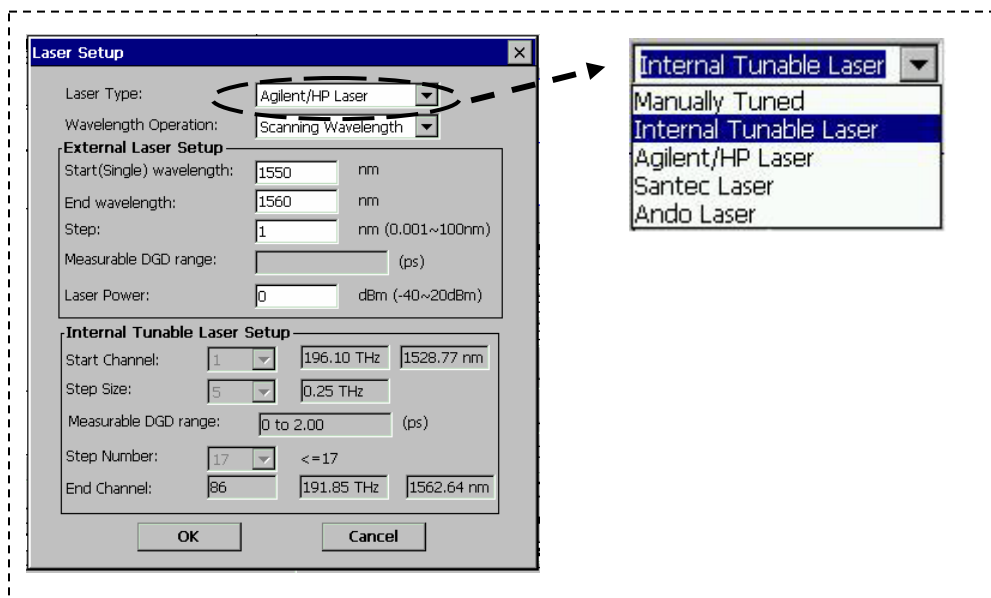 Laser Setup
Laser Type: Agilent/HP Laser
Wavelength Operation: Scanning Wavelength
External Laser Setup
Start(Single) wavelength: 1550 nm
End wavelength: 1560 nm
Step: 1 nm (0.001~100nm)
Measurable DGD range: (ps)
Laser Power: 0 dBm (-40~20dBm)
Internal Tunable Laser Setup
Start Channel: 1 196.10 THz 1528.77 nm
Step Size: 5 0.25 THz
Measurable DGD range: 0 to 2.00 (ps)
Step Number: 17 <=17
End Channel: 86 191.85 THz 1562.64 nm
OK Cancel
Internal Tunable Laser
Manually Tuned
Internal Tunable Laser
Agilent/HP Laser
Santec Laser
Ando Laser